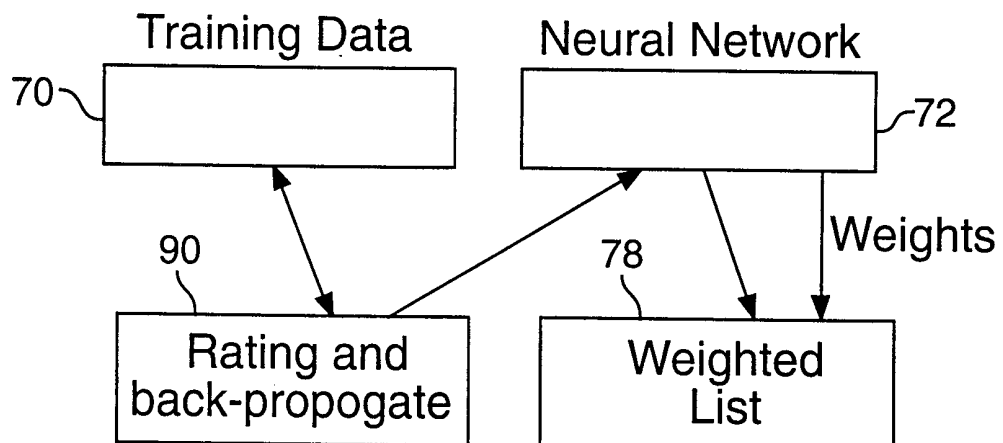 Training Data
Neural Network
70
72
Weights
90
78
Rating and
back-propogate
Weighted
List